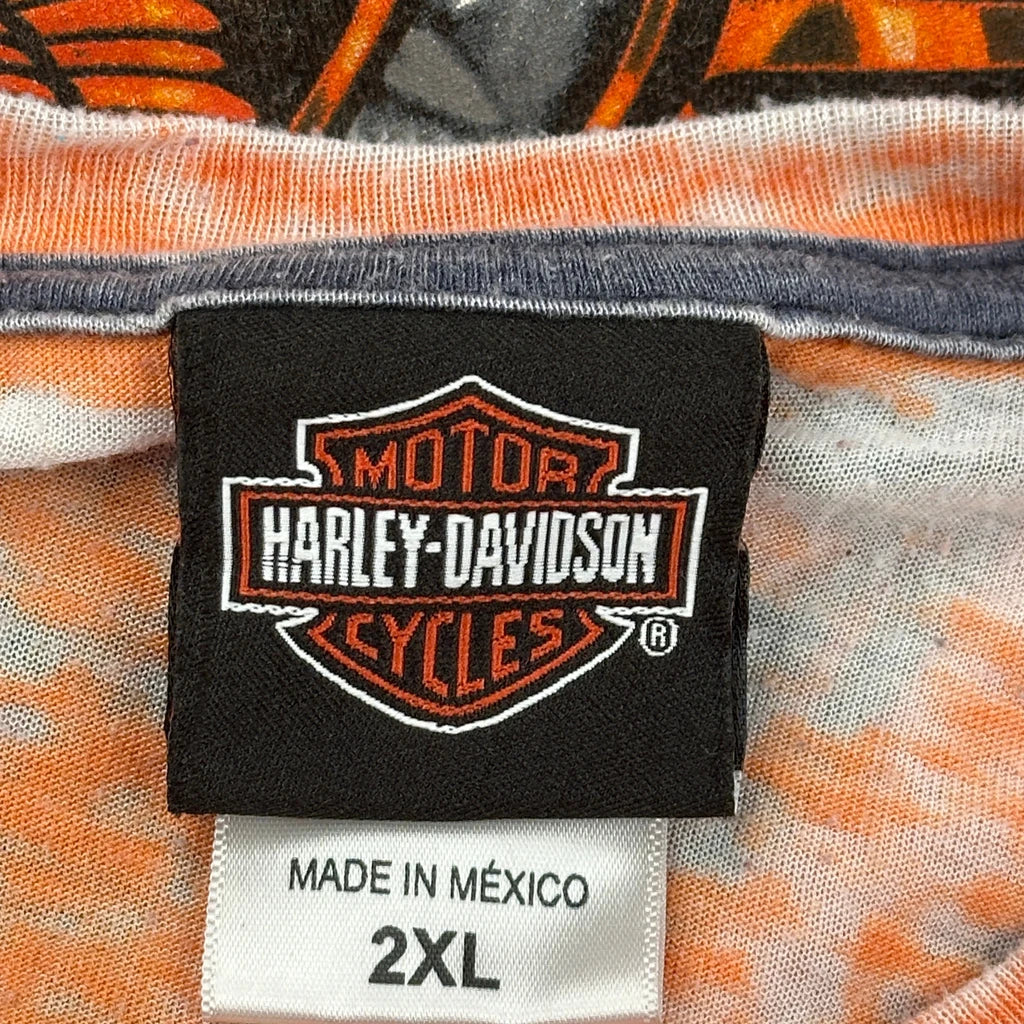 MOTOR
HARLEY-DAVIDSON
CYCLES
®
MADE IN MÉXICO
2XL